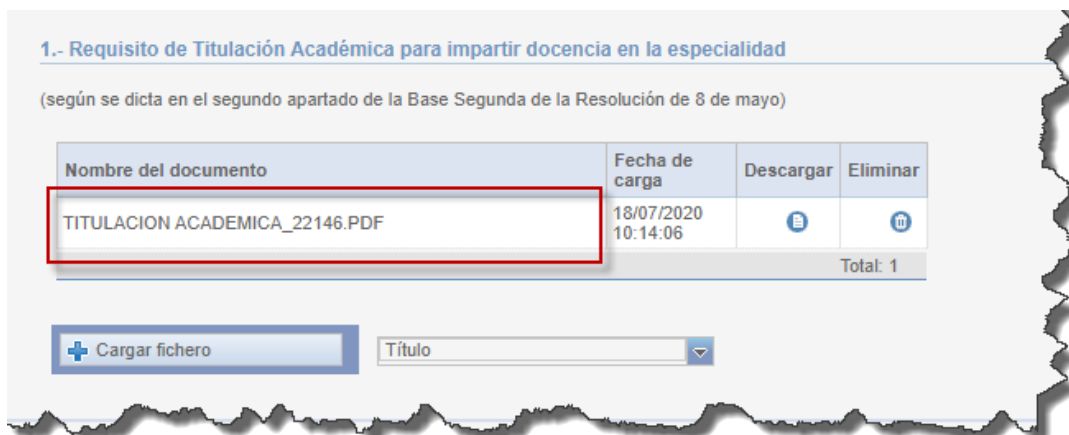 1.- Requisito de Titulación Académica para impartir docencia en la especialidad
(según se dicta en el segundo apartado de la Base Segunda de la Resolución de 8 de mayo)
Nombre del documento
Fecha de
carga
Descargar
Eliminar
TITULACION ACADEMICA_22146.PDF
18/07/2020
10:14:06
Total: 1
Cargar fichero
Título